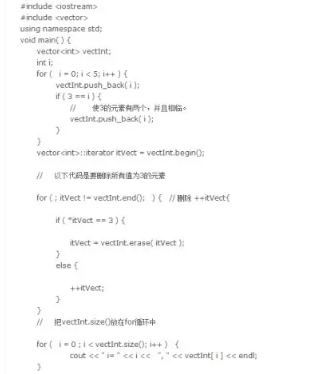 #include <iostream>
#include <vector>
using namespace std;
void main( ) {
vector<int> vectInt;
int i;
for ( i = 0; i < 5; i++ ) {
vectInt.push_back( i );
if ( 3 == i ) {
// 使3的元素有两个，并且相临。
vectInt.push_back( i );
}
}
vector<int>::iterator itVect = vectInt.begin();
// 以下代码是要删除所有值为3的元素
for ( ; itVect != vectInt.end(); ) { // 删除 ++itVect{
if ( *itVect == 3 ) {
itVect = vectInt.erase( itVect );
}
else {
++itVect;
}
}
// 把vectInt.size()放在for循环中
for ( i = 0 ; i < vectInt.size(); i++ ) {
cout << " i= " << i << ", " << vectInt[ i ] << endl;
}